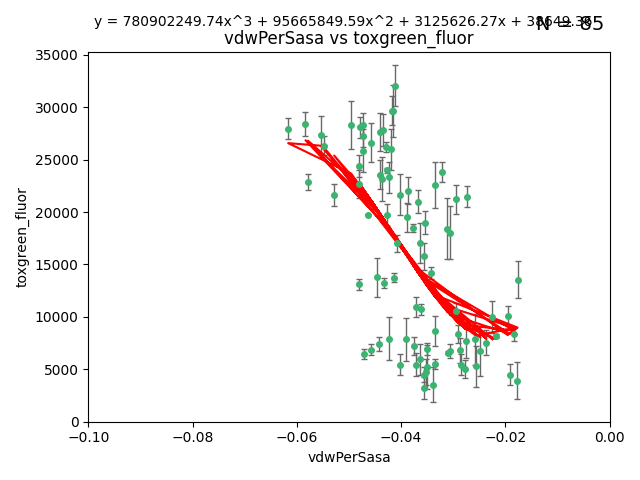 y = 780902249.74x^3 + 95665849.59x^2 + 3125626.27x + 38649.36
N = 85
vdwPerSasa vs toxgreen_fluor
35000
30000
25000
20000
15000
10000
5000
0
toxgreen_fluor
−0.10 −0.08 −0.06 −0.04 −0.02 0.00
vdwPerSasa